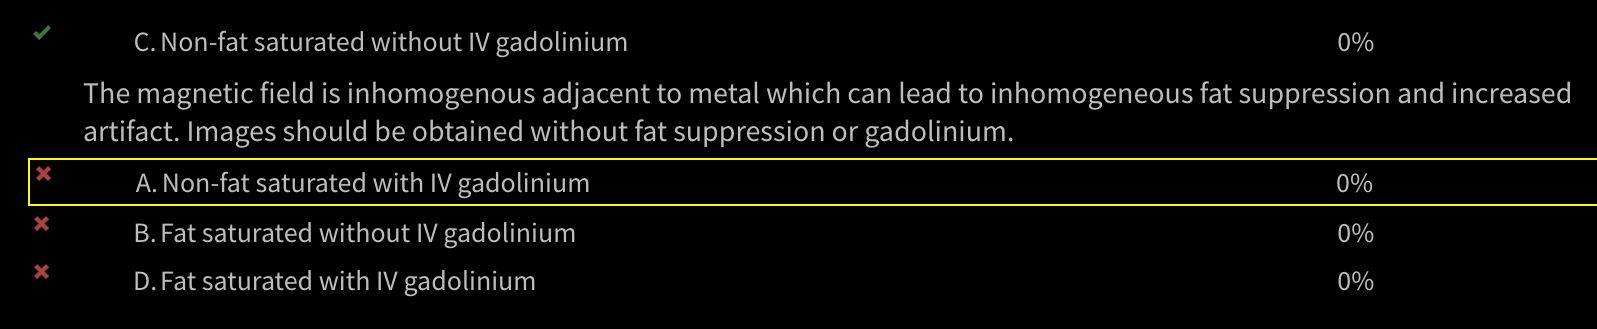 C. Non-fat saturated without IV gadolinium 0%
The magnetic field is inhomogenous adjacent to metal which can lead to inhomogeneous fat suppression and increased
artifact. Images should be obtained without fat suppression or gadolinium.
A. Non-fat saturated with IV gadolinium 0%
B. Fat saturated without IV gadolinium 0%
D. Fat saturated with IV gadolinium 0%